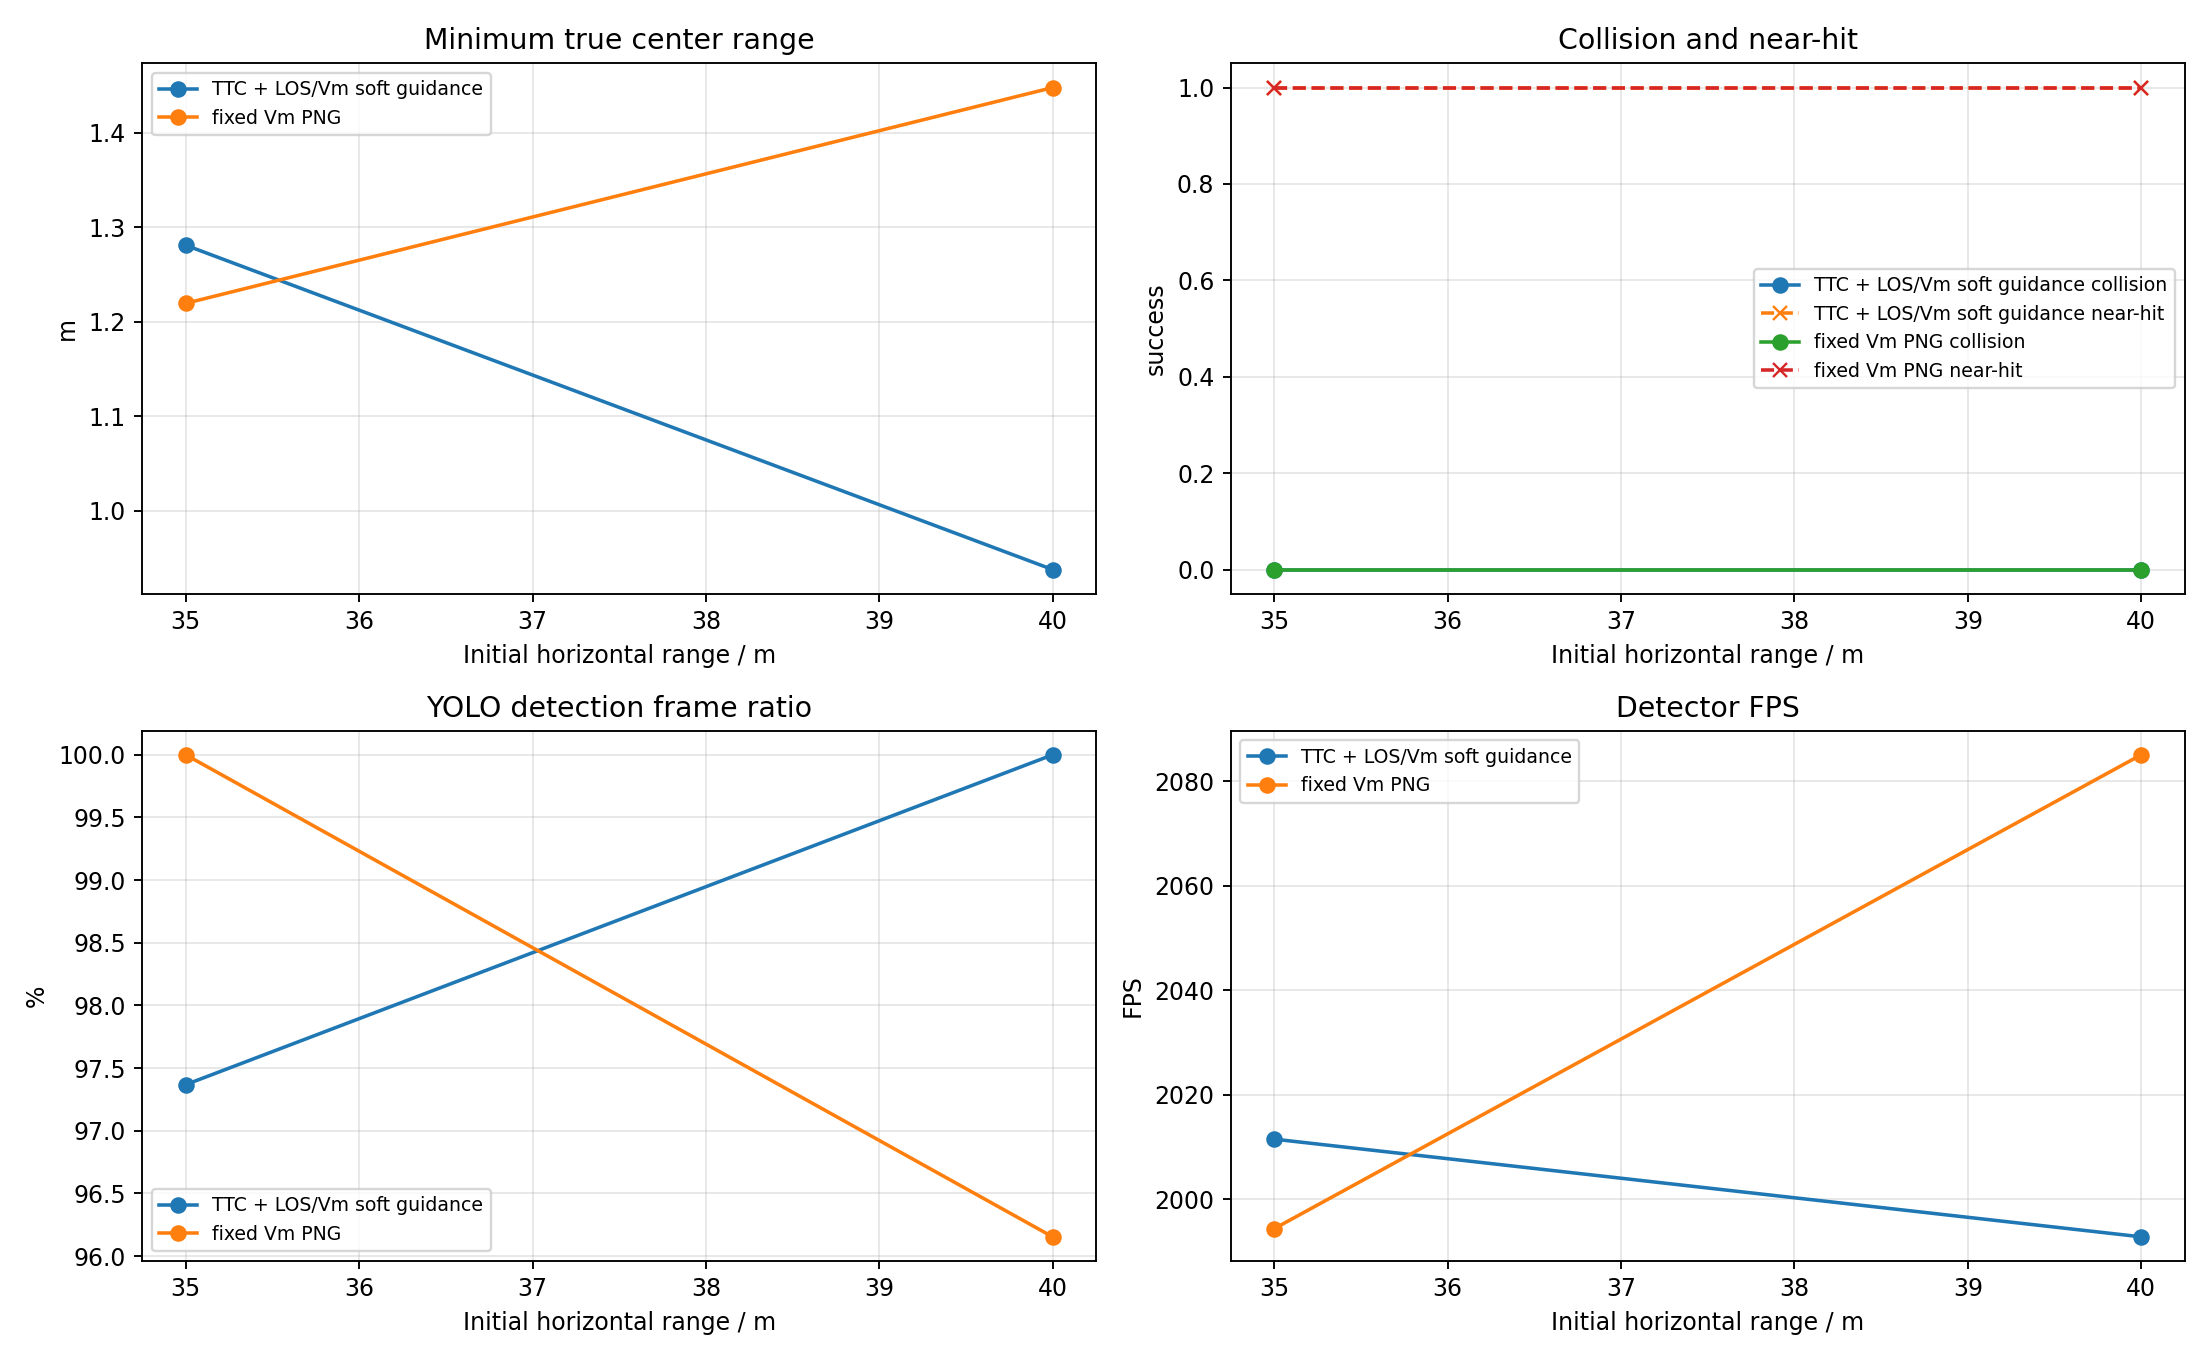 Minimum true center range
TTC + LOS/Vm soft guidance
fixed Vm PNG
1.4
1.3
1.2
1.1
1.0
m
35
36
37
38
39
40
Initial horizontal range / m
Collision and near-hit
1.0
0.8
0.6
0.4
0.2
0.0
success
TTC + LOS/Vm soft guidance collision
TTC + LOS/Vm soft guidance near-hit
fixed Vm PNG collision
fixed Vm PNG near-hit
35
36
37
38
39
40
Initial horizontal range / m
YOLO detection frame ratio
100.0
99.5
99.0
98.5
98.0
97.5
97.0
96.5
96.0
%
TTC + LOS/Vm soft guidance
fixed Vm PNG
35
36
37
38
39
40
Initial horizontal range / m
Detector FPS
TTC + LOS/Vm soft guidance
fixed Vm PNG
2080
2060
2040
2020
2000
FPS
35
36
37
38
39
40
Initial horizontal range / m